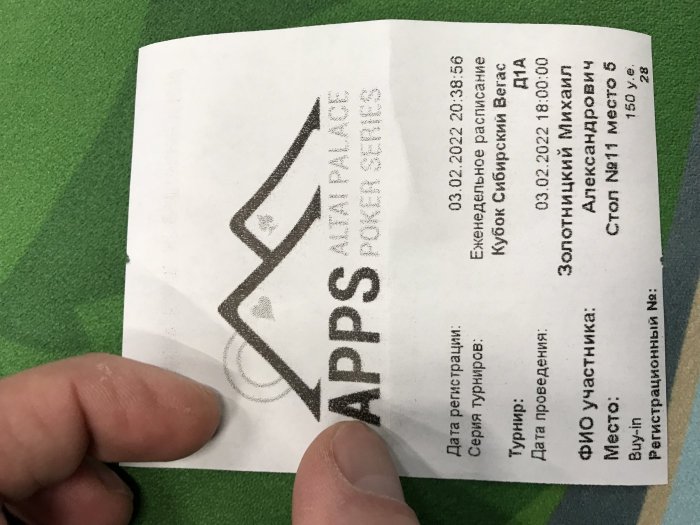 APPS ALTAI PALACE
POKER SERIES
Дата регистрации: 03.02.2022 20:38:56
Серия турниров: Еженедельное расписание
Турнир: Кубок Сибирский Вегас
Д1А
Дата проведения: 03.02.2022 18:00:00
ФИО участника: Золотницкий Михаил
Александрович
Место: Стол №11 место 5
Buy-in 150 у.е.
Регистрационный №: 28